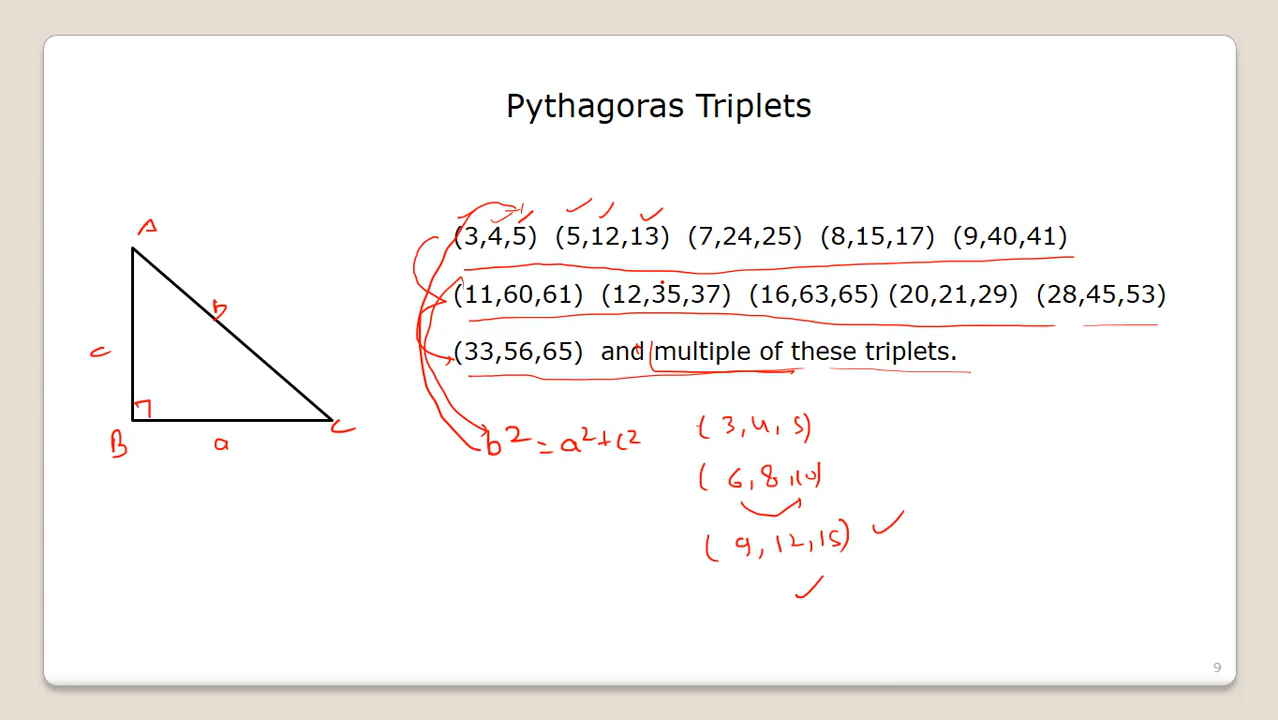 Pythagoras Triplets
A
(3,4,5) (5,12,13) (7,24,25) (8,15,17) (9,40,41)
(11,60,61) (12,35,37) (16,63,65) (20,21,29) (28,45,53)
b
c
(33,56,65) and multiple of these triplets.
B
a
C
b² = a² + c²
(3,4,5)
(6,8,10)
(9,12,15)
9